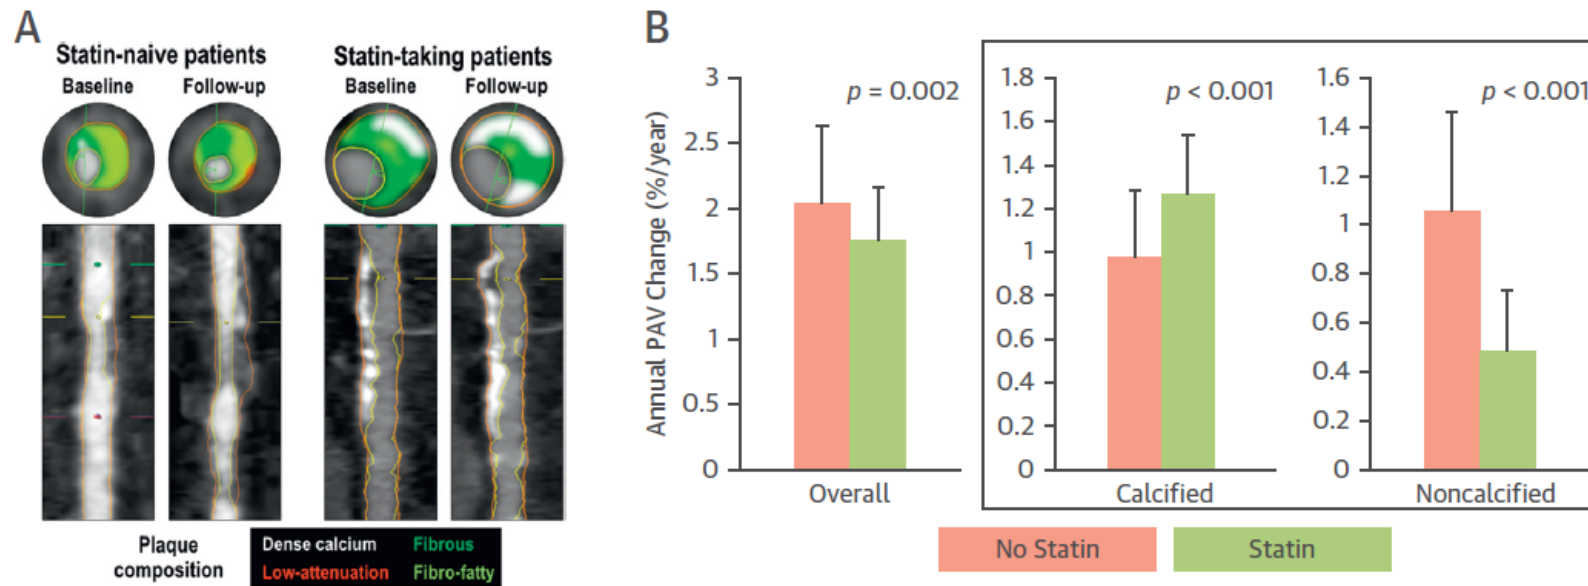 A
Statin-naive patients
Baseline Follow-up
Statin-taking patients
Baseline Follow-up
Plaque
composition
Dense calcium Fibrous
Low-attenuation Fibro-fatty
B
Annual PAV Change (%/year)
3
2.5
2
1.5
1
0.5
0
p = 0.002
Overall
1.8
1.6
1.4
1.2
1
0.8
0.6
0.4
0.2
0
p < 0.001
Calcified
1.6
1.4
1.2
1
0.8
0.6
0.4
0.2
0
p < 0.001
Noncalcified
No Statin Statin